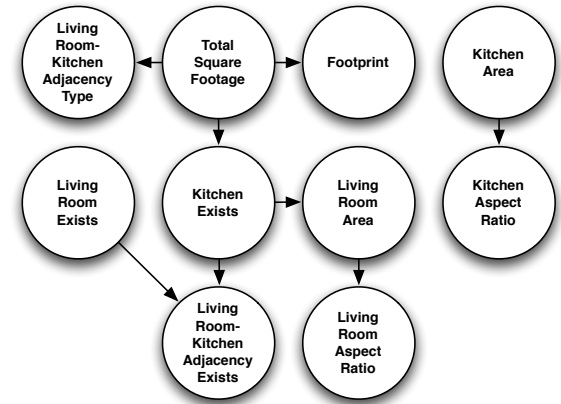 Living
Room-
Kitchen
Adjacency
Type
Total
Square
Footage
Footprint
Kitchen
Area
Living
Room
Exists
Kitchen
Exists
Living
Room
Area
Kitchen
Aspect
Ratio
Living
Room-
Kitchen
Adjacency
Exists
Living
Room
Aspect
Ratio